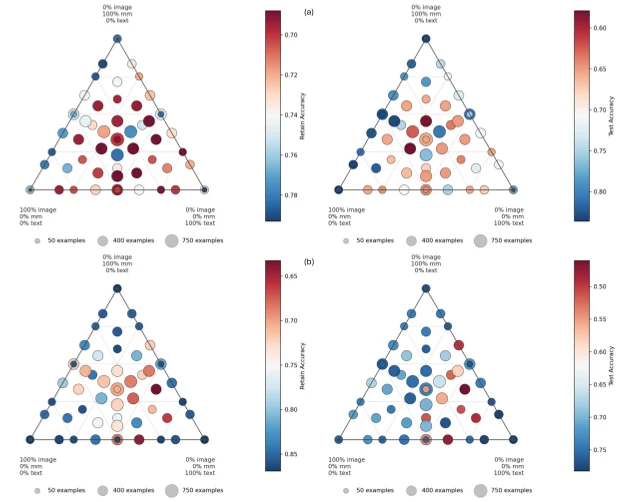 (a)
0% image
100% mm
0% text
0.70
0.72
0.74
0.76
0.78
Retain Accuracy
100% image
0% mm
0% text
0% image
0% mm
100% text
50 examples
400 examples
750 examples
0% image
100% mm
0% text
0.60
0.65
0.70
0.75
0.80
Test Accuracy
100% image
0% mm
0% text
0% image
0% mm
100% text
50 examples
400 examples
750 examples
(b)
0% image
100% mm
0% text
0.65
0.70
0.75
0.80
0.85
Retain Accuracy
100% image
0% mm
0% text
0% image
0% mm
100% text
50 examples
400 examples
750 examples
0% image
100% mm
0% text
0.50
0.55
0.60
0.65
0.70
0.75
Test Accuracy
100% image
0% mm
0% text
0% image
0% mm
100% text
50 examples
400 examples
750 examples